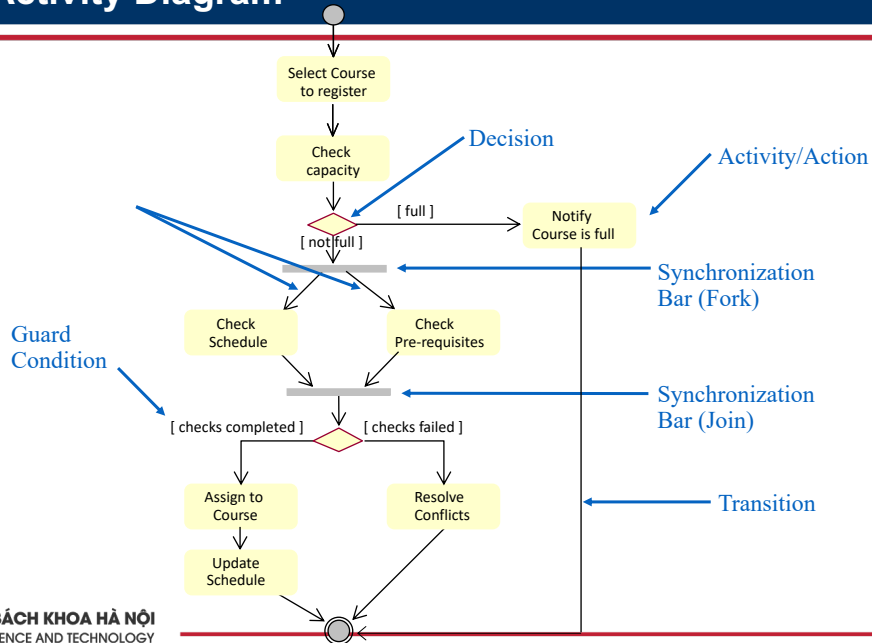 Activity Diagram
Select Course
to register
Check
capacity
Decision
Activity/Action
[ full ]
Notify
Course is full
[ not full ]
Synchronization
Bar (Fork)
Check
Schedule
Check
Pre-requisites
Guard
Condition
Synchronization
Bar (Join)
[ checks completed ]
[ checks failed ]
Assign to
Course
Resolve
Conflicts
Transition
Update
Schedule
BÁCH KHOA HÀ NỘI
ENCE AND TECHNOLOGY